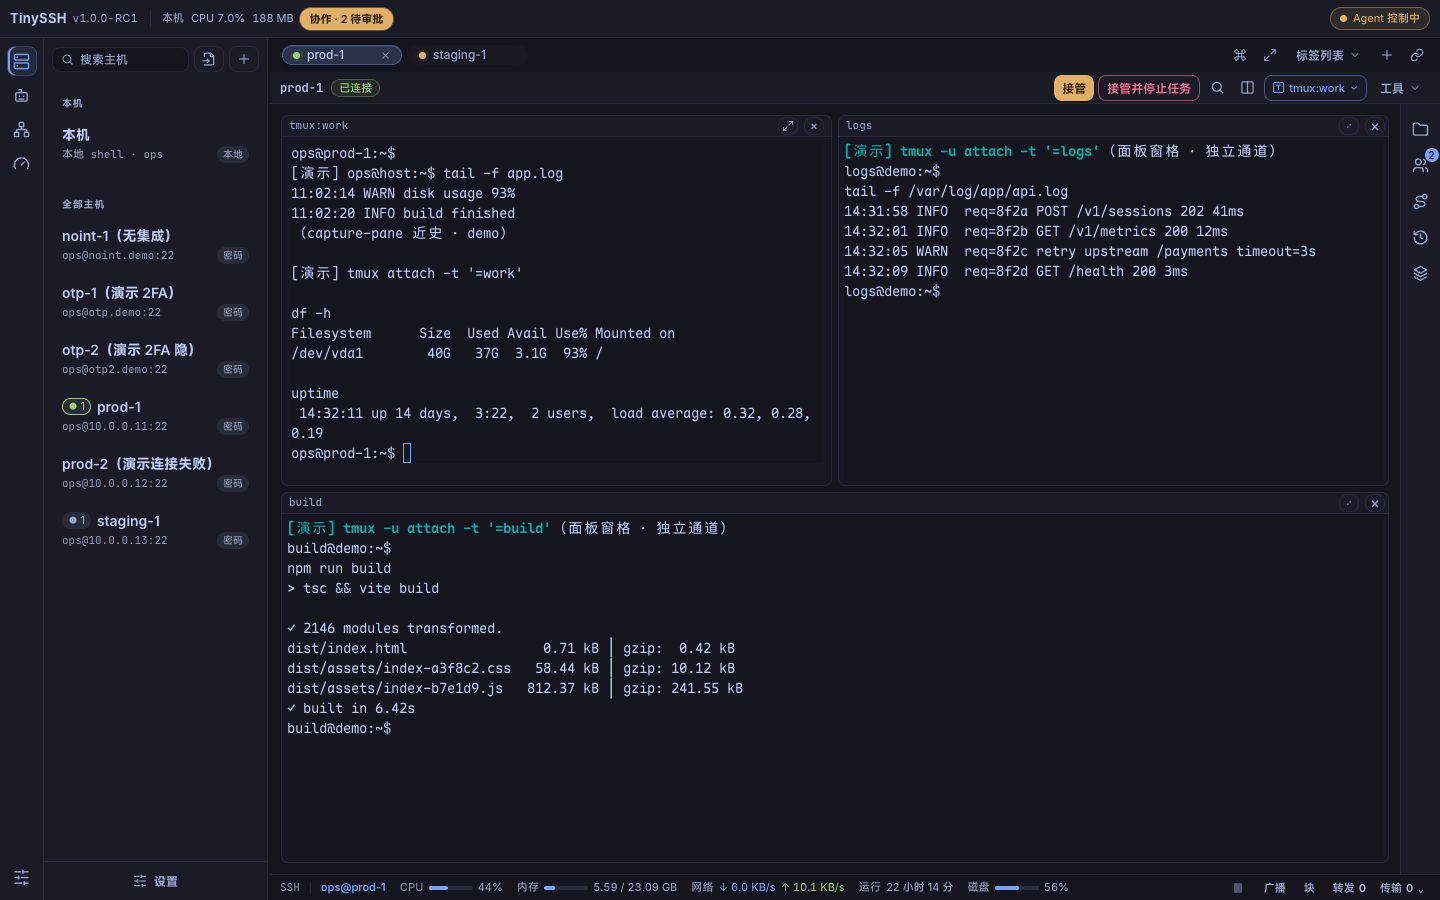 TinySSH v1.0.0-RC1 本机 CPU 7.0% 188 MB 协作 · 2 待审批 Agent 控制中
搜索主机
prod-1 staging-1 标签列表
prod-1 已连接 接管 接管并停止任务 tmux:work 工具
本机
本机
本地 shell · ops 本地
全部主机
noint-1（无集成）
ops@noint.demo:22 密码
otp-1（演示 2FA）
ops@otp.demo:22 密码
otp-2（演示 2FA 隐）
ops@otp2.demo:22 密码
1 prod-1
ops@10.0.0.11:22 密码
prod-2（演示连接失败）
ops@10.0.0.12:22 密码
1 staging-1
ops@10.0.0.13:22 密码
设置
tmux:work
ops@prod-1:~$
[演示] ops@host:~$ tail -f app.log
11:02:14 WARN disk usage 93%
11:02:20 INFO build finished
（capture-pane 近史 · demo）
[演示] tmux attach -t '=work'
df -h
Filesystem      Size  Used Avail Use% Mounted on
/dev/vda1        40G   37G  3.1G  93% /
uptime
 14:32:11 up 14 days,  3:22,  2 users,  load average: 0.32, 0.28,
0.19
ops@prod-1:~$
logs
[演示] tmux -u attach -t '=logs'（面板窗格 · 独立通道）
logs@demo:~$
tail -f /var/log/app/api.log
14:31:58 INFO  req=8f2a POST /v1/sessions 202 41ms
14:32:01 INFO  req=8f2b GET /v1/metrics 200 12ms
14:32:05 WARN  req=8f2c retry upstream /payments timeout=3s
14:32:09 INFO  req=8f2d GET /health 200 3ms
logs@demo:~$
2
build
[演示] tmux -u attach -t '=build'（面板窗格 · 独立通道）
build@demo:~$
npm run build
> tsc && vite build
✓ 2146 modules transformed.
dist/index.html                 0.71 kB │ gzip:  0.42 kB
dist/assets/index-a3f8c2.css   58.44 kB │ gzip: 10.12 kB
dist/assets/index-b7e1d9.js   812.37 kB │ gzip: 241.55 kB
✓ built in 6.42s
build@demo:~$
SSH ops@prod-1 CPU 44% 内存 5.59 / 23.09 GB 网络 ↓ 6.0 KB/s ↑ 10.1 KB/s 运行 22 小时 14 分 磁盘 56% 广播 块 转发 0 传输 0